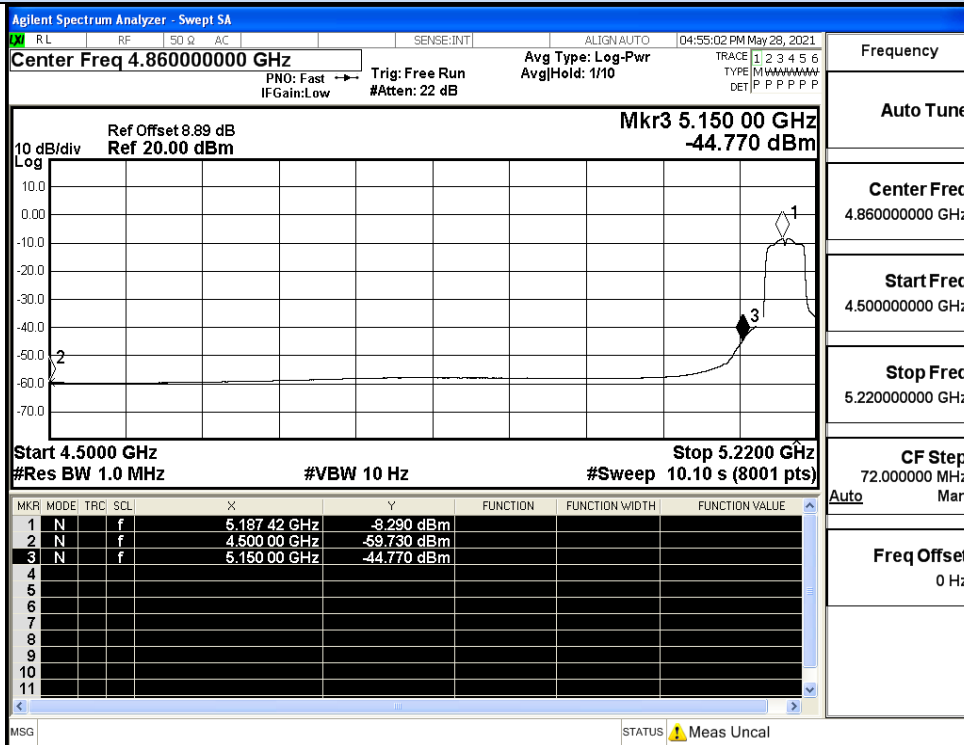 Agilent Spectrum Analyzer - Swept SA
LXI RL RF 50 Ω AC SENSE:INT ALIGN AUTO 04:55:02 PM May 28, 2021
Center Freq 4.860000000 GHz
PNO: Fast
IFGain:Low
Trig: Free Run
#Atten: 22 dB
Avg Type: Log-Pwr
Avg|Hold: 1/10
TRACE 1 2 3 4 5 6
TYPE M W W W W W
DET P P P P P P
Ref Offset 8.89 dB
Ref 20.00 dBm
10 dB/div
Log
Mkr3 5.150 00 GHz
-44.770 dBm
10.0
0.00
-10.0
-20.0
-30.0
-40.0
-50.0
-60.0
-70.0
1
2
3
Start 4.5000 GHz
Stop 5.2200 GHz
#Res BW 1.0 MHz
#VBW 10 Hz
#Sweep 10.10 s (8001 pts)
MKR MODE TRC SCL X Y FUNCTION FUNCTION WIDTH FUNCTION VALUE
1 N f 5.187 42 GHz -8.290 dBm
2 N f 4.500 00 GHz -59.730 dBm
3 N f 5.150 00 GHz -44.770 dBm
4
5
6
7
8
9
10
11
MSG
STATUS Meas Uncal
Frequency
Auto Tune
Center Freq
4.860000000 GHz
Start Freq
4.500000000 GHz
Stop Freq
5.220000000 GHz
CF Step
72.000000 MHz
Auto Man
Freq Offset
0 Hz